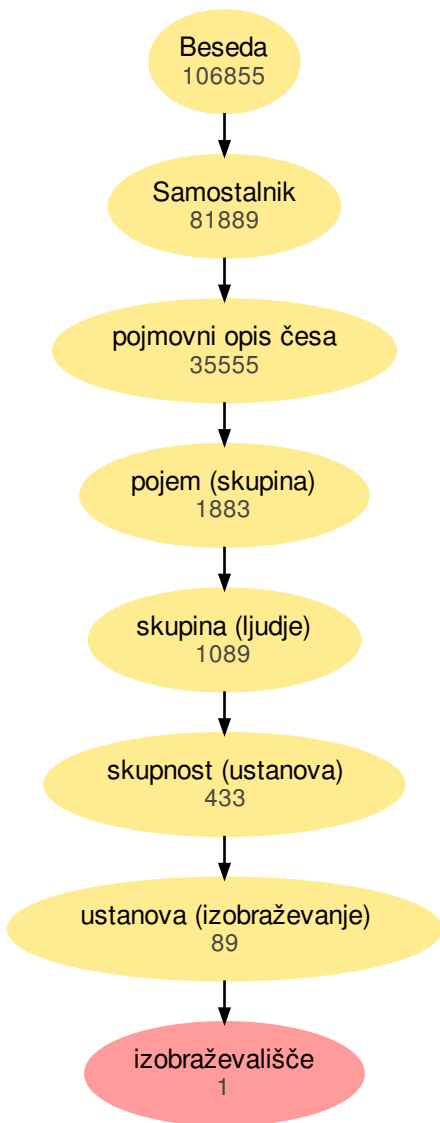 Beseda
106855
Samostalnik
81889
pojmovni opis česa
35555
pojem (skupina)
1883
skupina (ljudje)
1089
skupnost (ustanova)
433
ustanova (izobraževanje)
89
izobraževališče
1